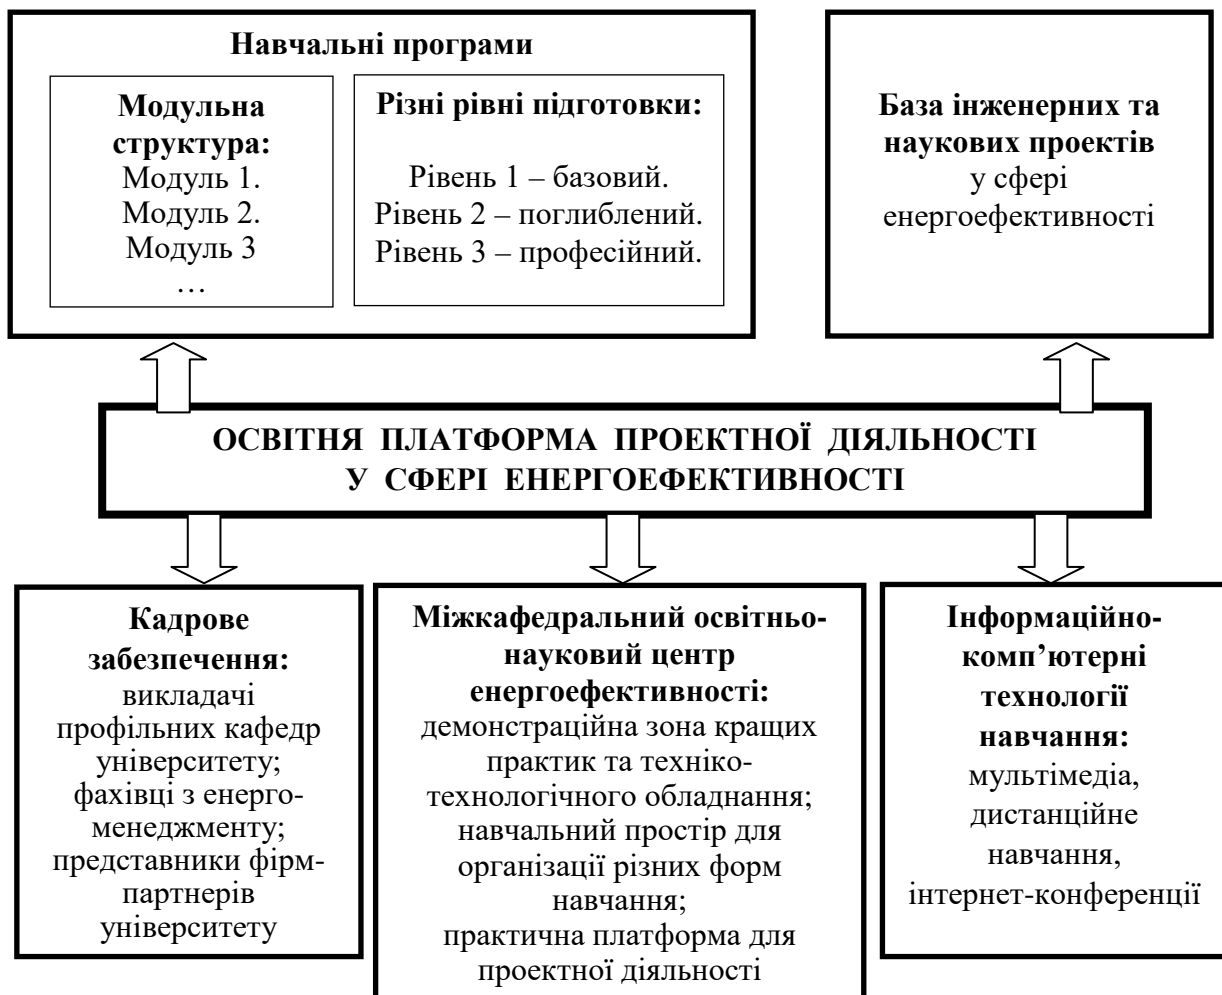 Навчальні програми
Модульна
структура:
Модуль 1.
Модуль 2.
Модуль 3
…
Різні рівні підготовки:
Рівень 1 – базовий.
Рівень 2 – поглиблений.
Рівень 3 – професійний.
База інженерних та
наукових проектів
у сфері
енергоефективності
ОСВІТНЯ ПЛАТФОРМА ПРОЕКТНОЇ ДІЯЛЬНОСТІ
У СФЕРІ ЕНЕРГОЕФЕКТИВНОСТІ
Кадрове
забезпечення:
викладачі
профільних кафедр
університету;
фахівці з енерго-
менеджменту;
представники фірм-
партнерів
університету
Міжкафедральний освітньо-
науковий центр
енергоефективності:
демонстраційна зона кращих
практик та техніко-
технологічного обладнання;
навчальний простір для
організації різних форм
навчання;
практична платформа для
проектної діяльності
Інформаційно-
комп’ютерні
технології
навчання:
мультімедіа,
дистанційне
навчання,
інтернет-конференції